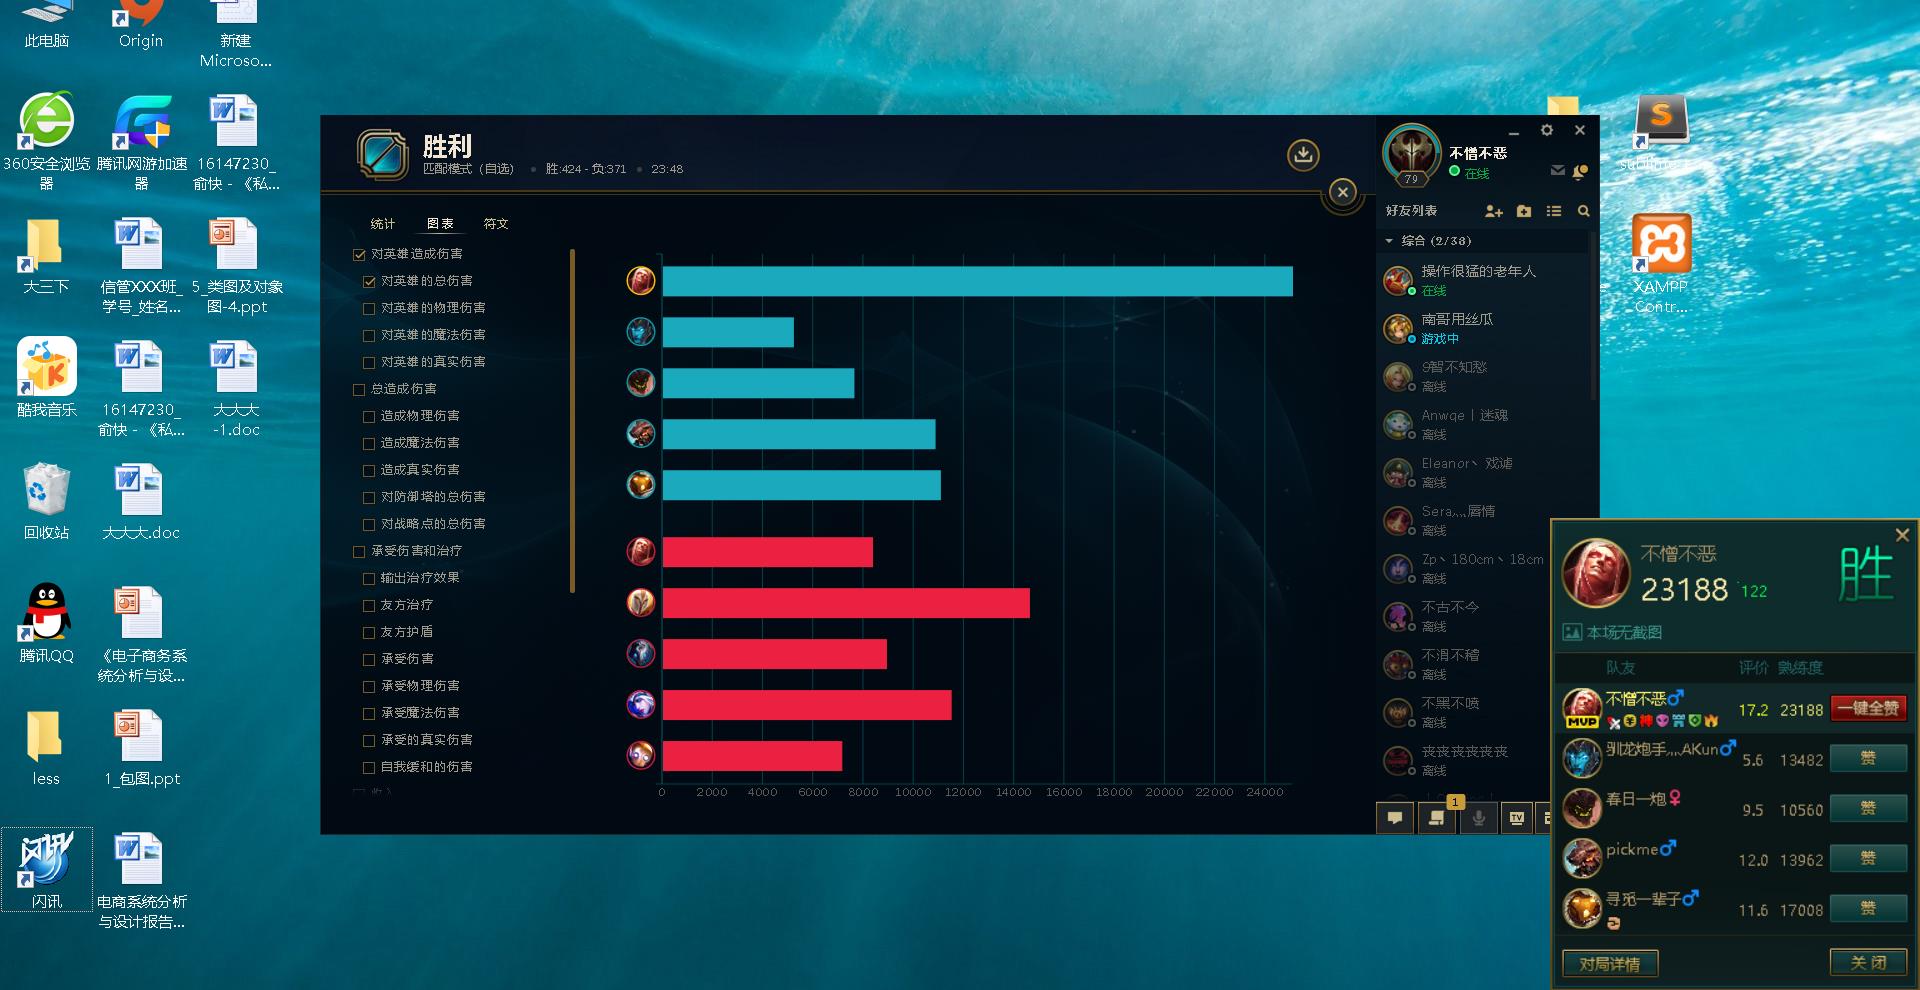 此电脑
Origin
新建
Microso...
360安全浏览
器
腾讯网游加速
器
16147230_
俞快 - 《私...
大三下
信管XXX班_
学号_姓名...
5_类图及对象
图-4.ppt
酷我音乐
16147230_
俞快 - 《私...
大大大
-1.doc
回收站
大大大.doc
腾讯QQ
《电子商务系
统分析与设...
less
1_包图.ppt
闪讯
电商系统分析
与设计报告...
XAMPP
Contr...
胜利
匹配模式（自选） 胜:424 - 负:371 23:48
统计 图表 符文
对英雄造成伤害
对英雄的总伤害
对英雄的物理伤害
对英雄的魔法伤害
对英雄的真实伤害
总造成伤害
造成物理伤害
造成魔法伤害
造成真实伤害
对防御塔的总伤害
对战略点的总伤害
承受伤害和治疗
输出治疗效果
友方治疗
友方护盾
承受伤害
承受物理伤害
承受魔法伤害
承受的真实伤害
自我缓和的伤害
0 2000 4000 6000 8000 10000 12000 14000 16000 18000 20000 22000 24000
79
不憎不恶
在线
好友列表
综合 (2/38)
操作很猛的老年人
在线
南哥用丝瓜
游戏中
9智不知愁
离线
Anwqe丨迷魂
离线
Eleanor丶 戏谑
离线
Sera灬唇情
离线
Zp丶180cm丶18cm
离线
不古不今
离线
不滑不稽
离线
不黑不喷
离线
丧丧丧丧丧丧
离线
1
TV
不憎不恶
23188 122
胜
本场无截图
队友 评价 熟练度
MVP
不憎不恶 17.2 23188 一键全赞
驯龙炮手灬AKun 5.6 13482 赞
春日一炮 9.5 10560 赞
pickme 12.0 13962 赞
寻觅一辈子 11.6 17008 赞
对局详情 关 闭